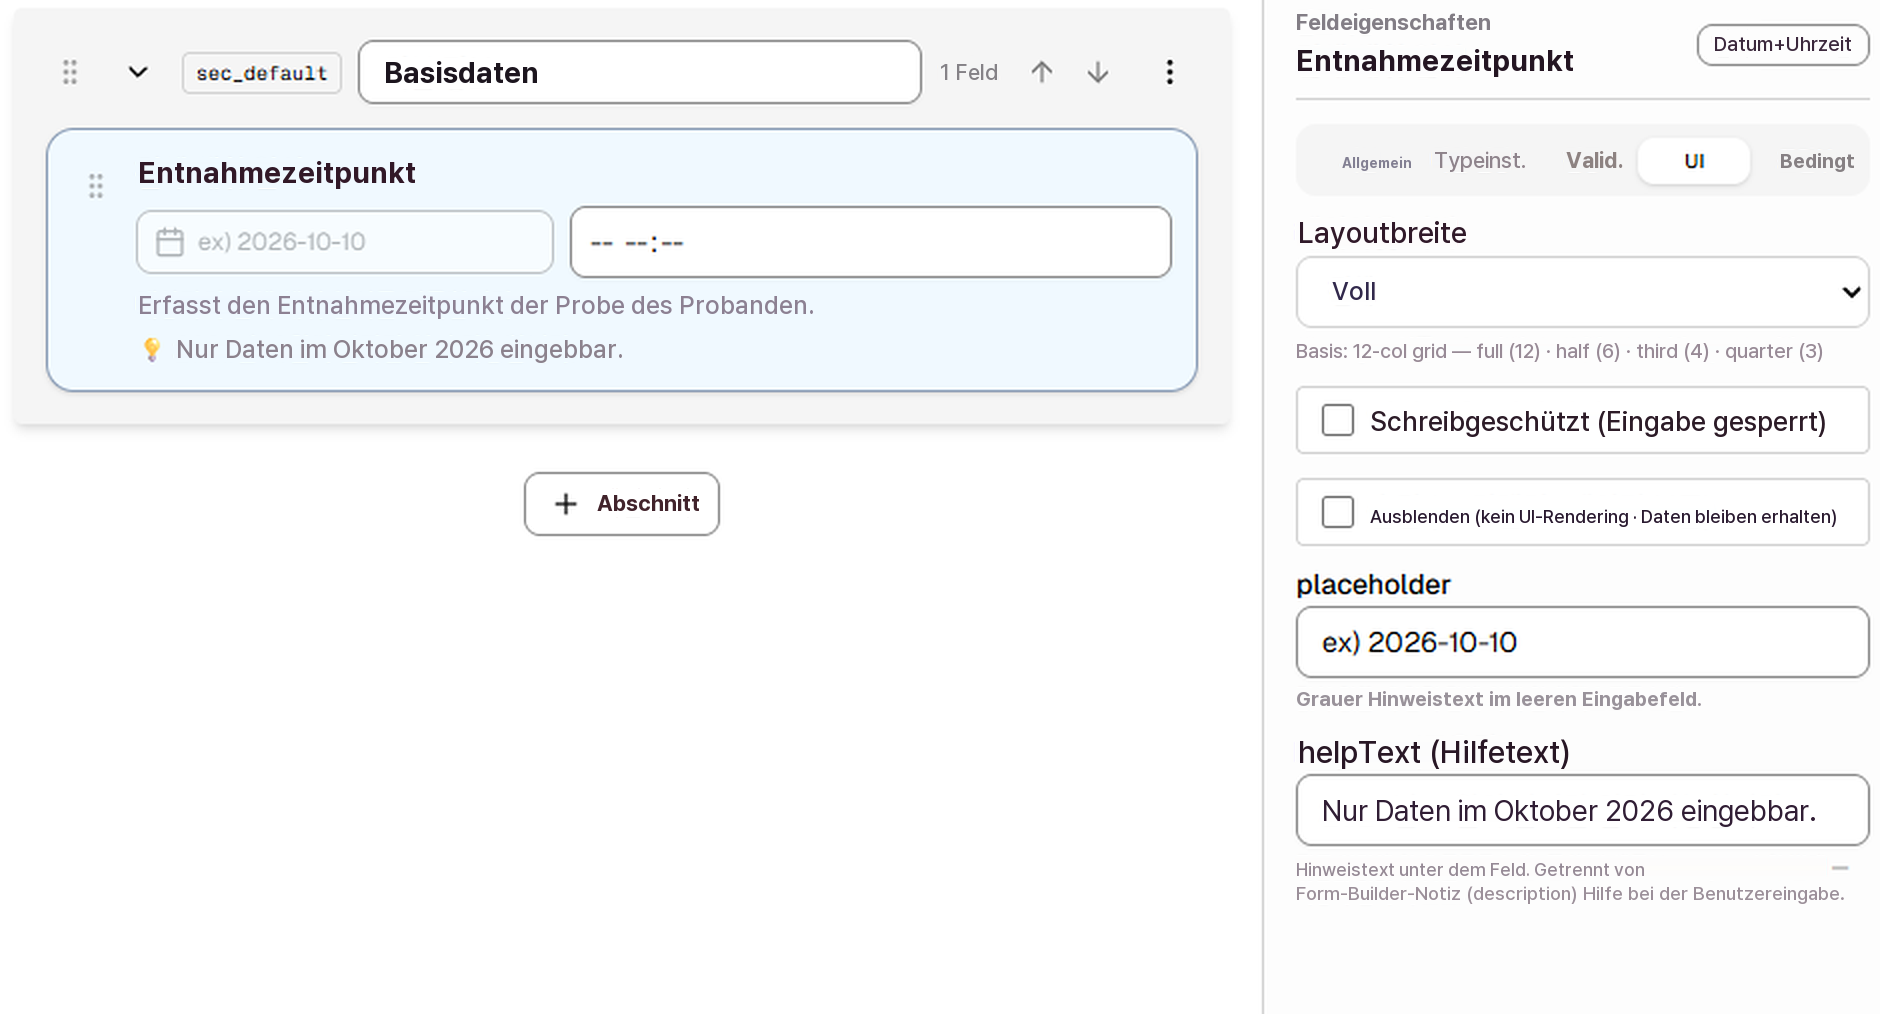 sec_default
Basisdaten
1 Feld
Entnahmezeitpunkt
ex) 2026-10-10
-- --:--
Erfasst den Entnahmezeitpunkt der Probe des Probanden.
💡 Nur Daten im Oktober 2026 eingebbar.
+ Abschnitt
Feldeigenschaften
Entnahmezeitpunkt
Datum+Uhrzeit
Allgemein
Typeinst.
Valid.
UI
Bedingt
Layoutbreite
Voll
Basis: 12-col grid — full (12) · half (6) · third (4) · quarter (3)
Schreibgeschützt (Eingabe gesperrt)
Ausblenden (kein UI-Rendering · Daten bleiben erhalten)
placeholder
ex) 2026-10-10
Grauer Hinweistext im leeren Eingabefeld.
helpText (Hilfetext)
Nur Daten im Oktober 2026 eingebbar.
Hinweistext unter dem Feld. Getrennt von —
Form-Builder-Notiz (description) Hilfe bei der Benutzereingabe.